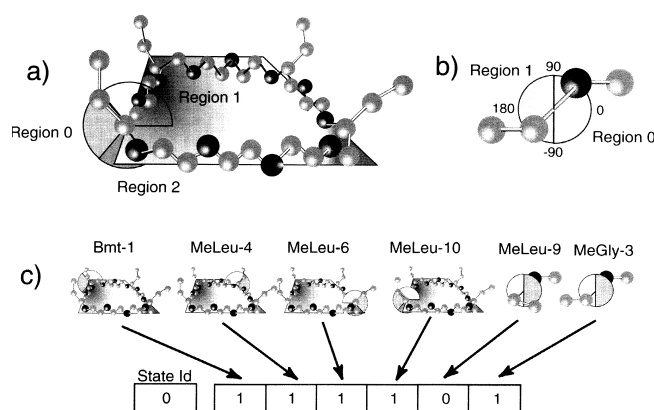 a)
Region 0
Region 1
Region 2
b)
Region 1
90
180
0
Region 0
-90
c)
Bmt-1
MeLeu-4
MeLeu-6
MeLeu-10
MeLeu-9
MeGly-3
State Id
0
1 1 1 1 0 1